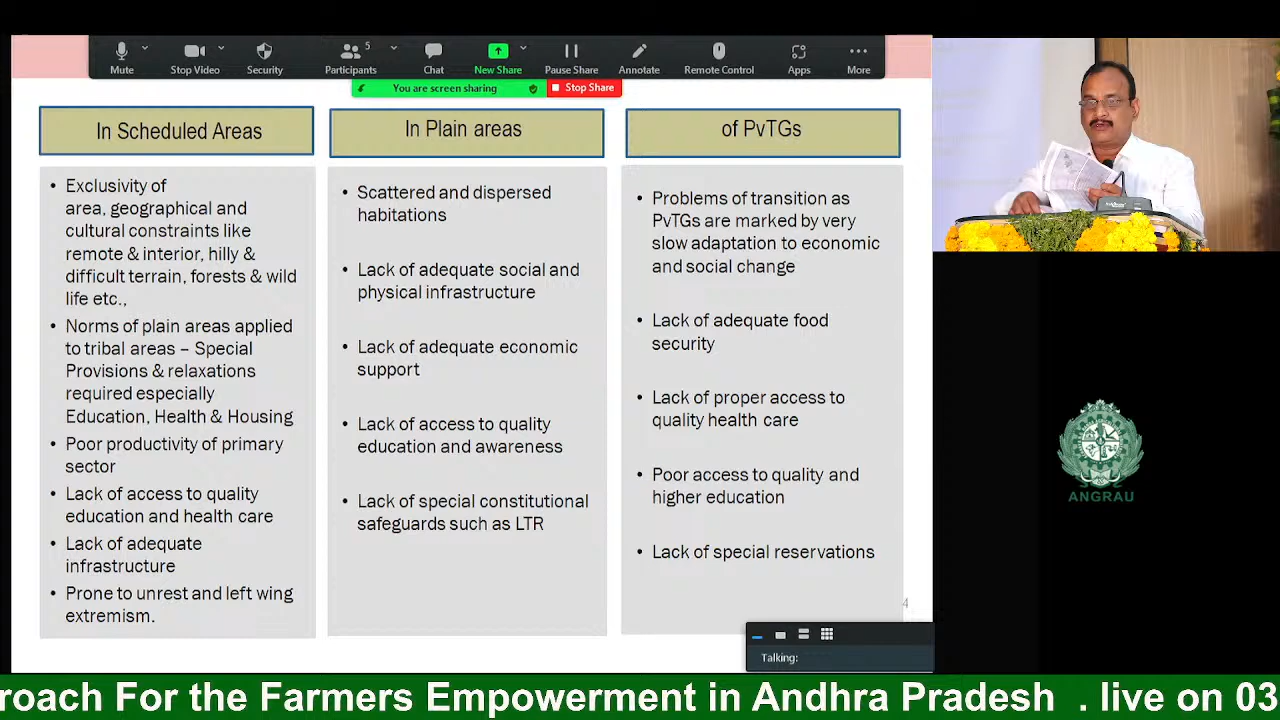 5
Mute
Stop Video
Security
Participants
Chat
New Share
Pause Share
Annotate
Remote Control
Apps
More
You are screen sharing
Stop Share
In Scheduled Areas
• Exclusivity of
area, geographical and
cultural constraints like
remote & interior, hilly &
difficult terrain, forests & wild
life etc.,
• Norms of plain areas applied
to tribal areas – Special
Provisions & relaxations
required especially
Education, Health & Housing
• Poor productivity of primary
sector
• Lack of access to quality
education and health care
• Lack of adequate
infrastructure
• Prone to unrest and left wing
extremism.
In Plain areas
• Scattered and dispersed
habitations
• Lack of adequate social and
physical infrastructure
• Lack of adequate economic
support
• Lack of access to quality
education and awareness
• Lack of special constitutional
safeguards such as LTR
of PvTGs
• Problems of transition as
PvTGs are marked by very
slow adaptation to economic
and social change
• Lack of adequate food
security
• Lack of proper access to
quality health care
• Poor access to quality and
higher education
• Lack of special reservations
4
Talking:
ANGRAU
roach For the Farmers Empowerment in Andhra Pradesh . live on 03